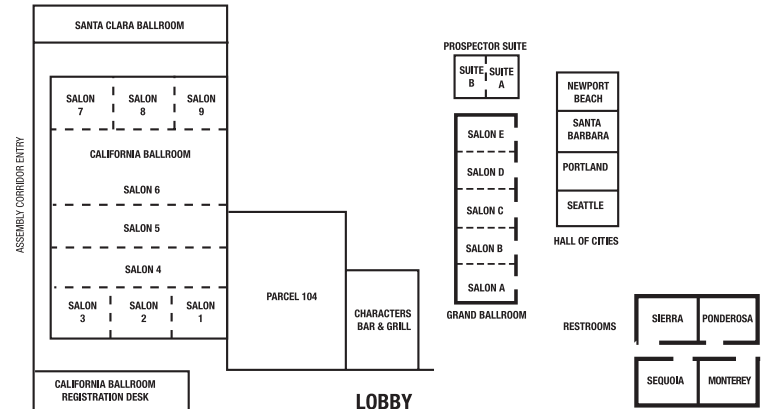 SANTA CLARA BALLROOM
ASSEMBLY CORRIDOR ENTRY
SALON
7
SALON
8
SALON
9
CALIFORNIA BALLROOM
SALON 6
SALON 5
SALON 4
SALON
3
SALON
2
SALON
1
CALIFORNIA BALLROOM
REGISTRATION DESK
PARCEL 104
CHARACTERS
BAR & GRILL
LOBBY
PROSPECTOR SUITE
SUITE
B
SUITE
A
SALON E
SALON D
SALON C
SALON B
SALON A
GRAND BALLROOM
NEWPORT
BEACH
SANTA
BARBARA
PORTLAND
SEATTLE
HALL OF CITIES
RESTROOMS
SIERRA
PONDEROSA
SEQUOIA
MONTEREY